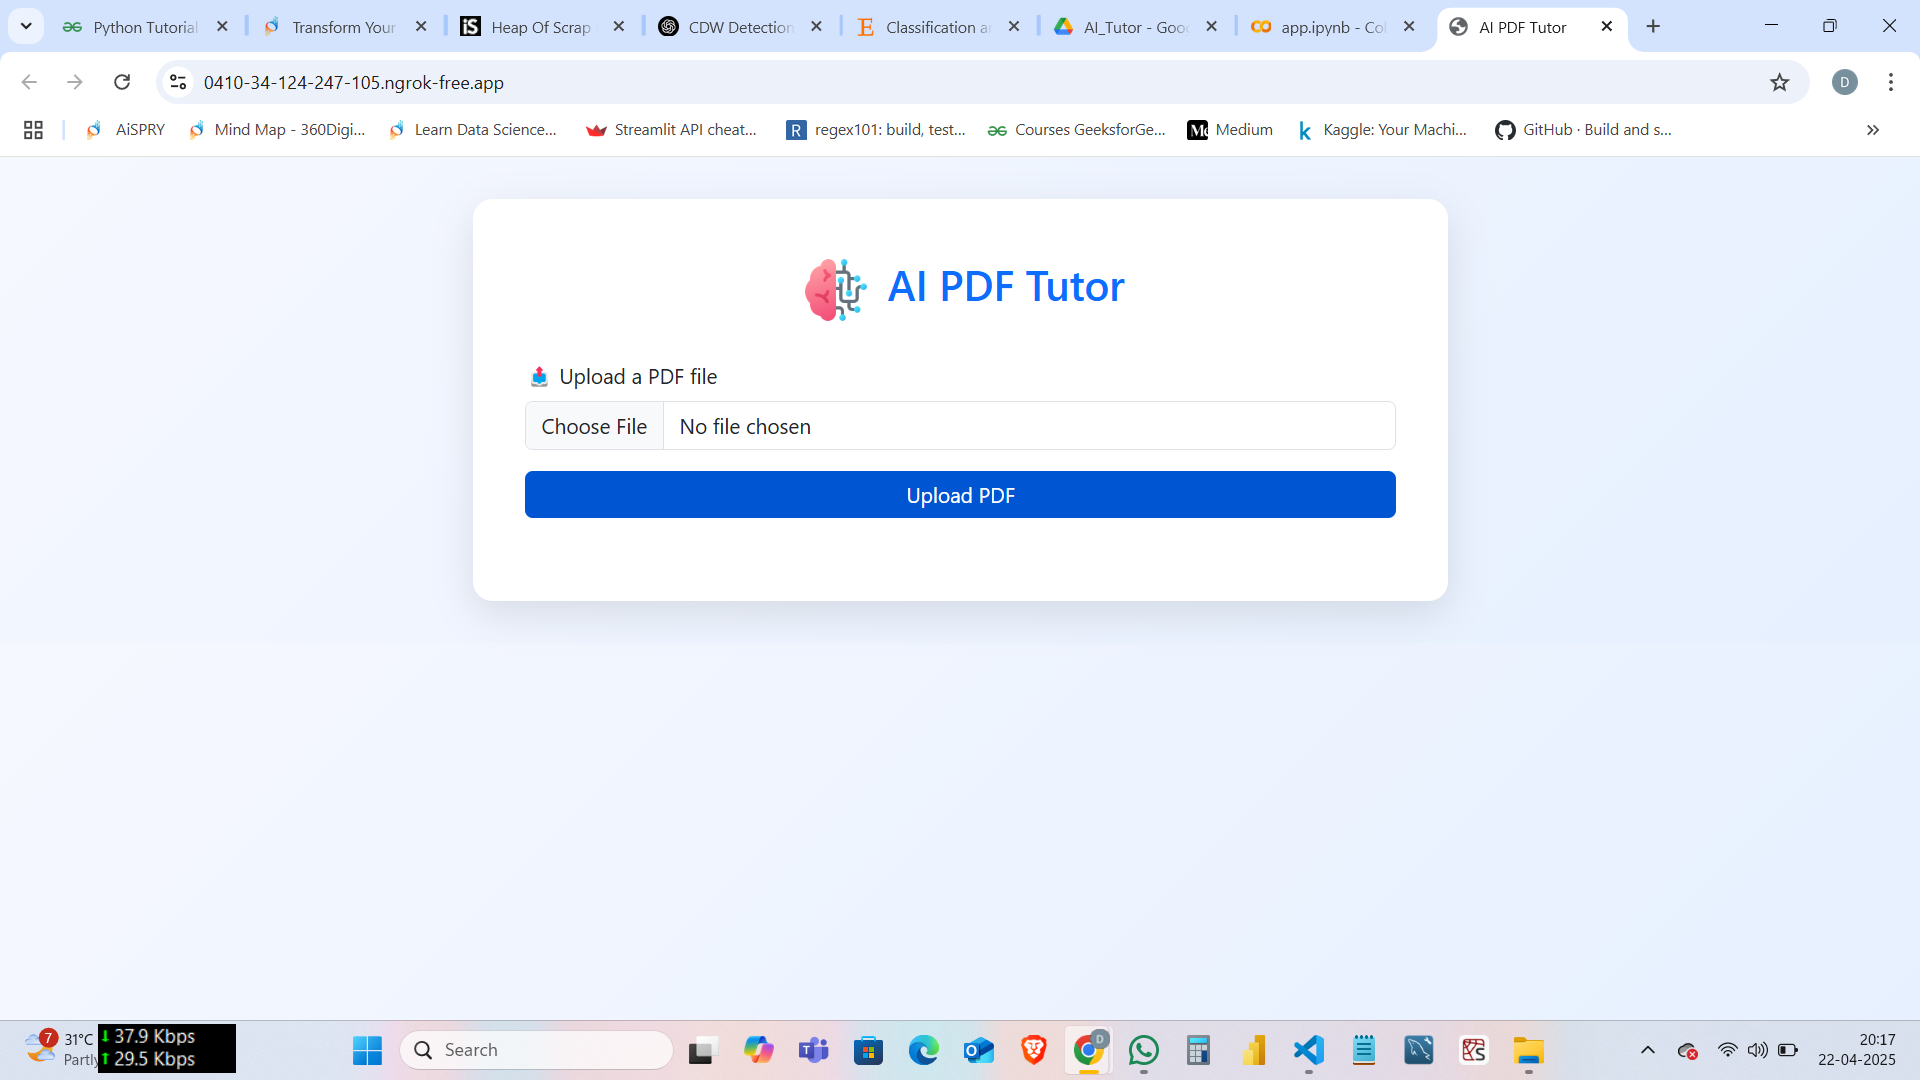 Python Tutorial
Transform Your
Heap Of Scrap
CDW Detection
Classification an
AI_Tutor - Goo
app.ipynb - Col
AI PDF Tutor
0410-34-124-247-105.ngrok-free.app
D
AiSPRY
Mind Map - 360Digi...
Learn Data Science...
Streamlit API cheat...
regex101: build, test...
Courses GeeksforGe...
Medium
Kaggle: Your Machi...
GitHub · Build and s...
AI PDF Tutor
Upload a PDF file
Choose File
No file chosen
Upload PDF
7
31°C
Partly
37.9 Kbps
29.5 Kbps
Search
D
20:17
22-04-2025